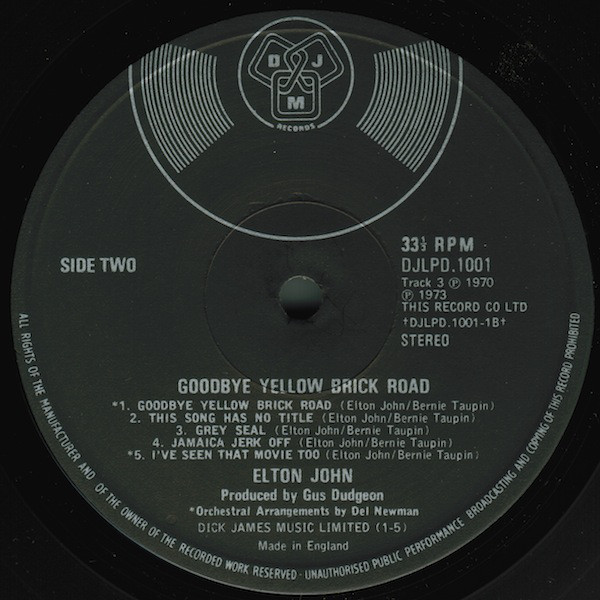 D J
M
RECORDS
SIDE TWO
33⅓ RPM
DJLPD.1001
Track 3 ℗ 1970
℗ 1973
THIS RECORD CO LTD
†DJLPD.1001-1B†
STEREO
GOODBYE YELLOW BRICK ROAD
*1. GOODBYE YELLOW BRICK ROAD (Elton John/Bernie Taupin)
2. THIS SONG HAS NO TITLE (Elton John/Bernie Taupin)
3. GREY SEAL (Elton John/Bernie Taupin)
4. JAMAICA JERK OFF (Elton John/Bernie Taupin)
*5. I'VE SEEN THAT MOVIE TOO (Elton John/Bernie Taupin)
ELTON JOHN
Produced by Gus Dudgeon
*Orchestral Arrangements by Del Newman
DICK JAMES MUSIC LIMITED (1-5)
Made in England
ALL RIGHTS OF THE MANUFACTURER AND OF THE OWNER OF THE RECORDED WORK RESERVED · UNAUTHORISED PUBLIC PERFORMANCE BROADCASTING AND COPYING OF THIS RECORD PROHIBITED